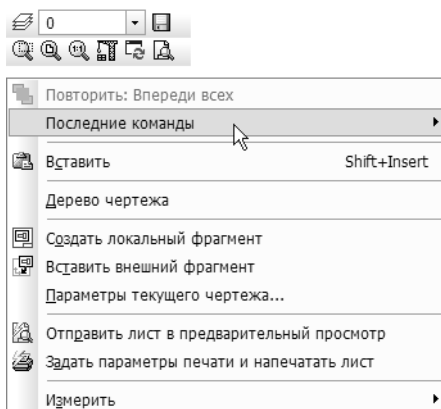 0
Повторить: Впереди всех
Последние команды
Вставить Shift+Insert
Дерево чертежа
Создать локальный фрагмент
Вставить внешний фрагмент
Параметры текущего чертежа...
Отправить лист в предварительный просмотр
Задать параметры печати и напечатать лист
Измерить